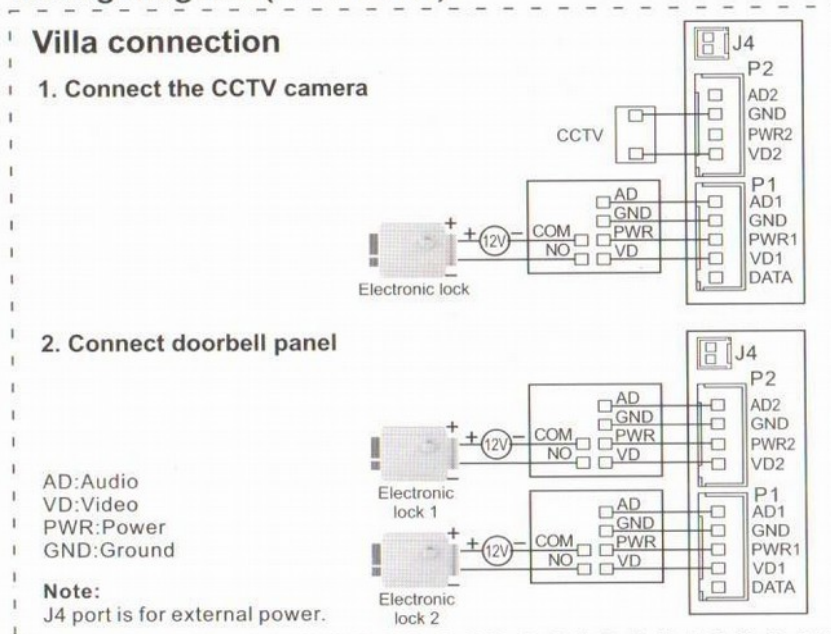 Villa connection
1. Connect the CCTV camera
J4
P2
AD2
GND
PWR2
VD2
CCTV
P1
AD1
GND
PWR1
VD1
DATA
AD
GND
PWR
VD
COM
NO
+ 12V −
+
−
Electronic lock
2. Connect doorbell panel
J4
P2
AD2
GND
PWR2
VD2
AD
GND
PWR
VD
COM
NO
+ 12V −
+
−
Electronic
lock 1
P1
AD1
GND
PWR1
VD1
DATA
AD
GND
PWR
VD
COM
NO
+ 12V −
+
−
Electronic
lock 2
AD:Audio
VD:Video
PWR:Power
GND:Ground
Note:
J4 port is for external power.